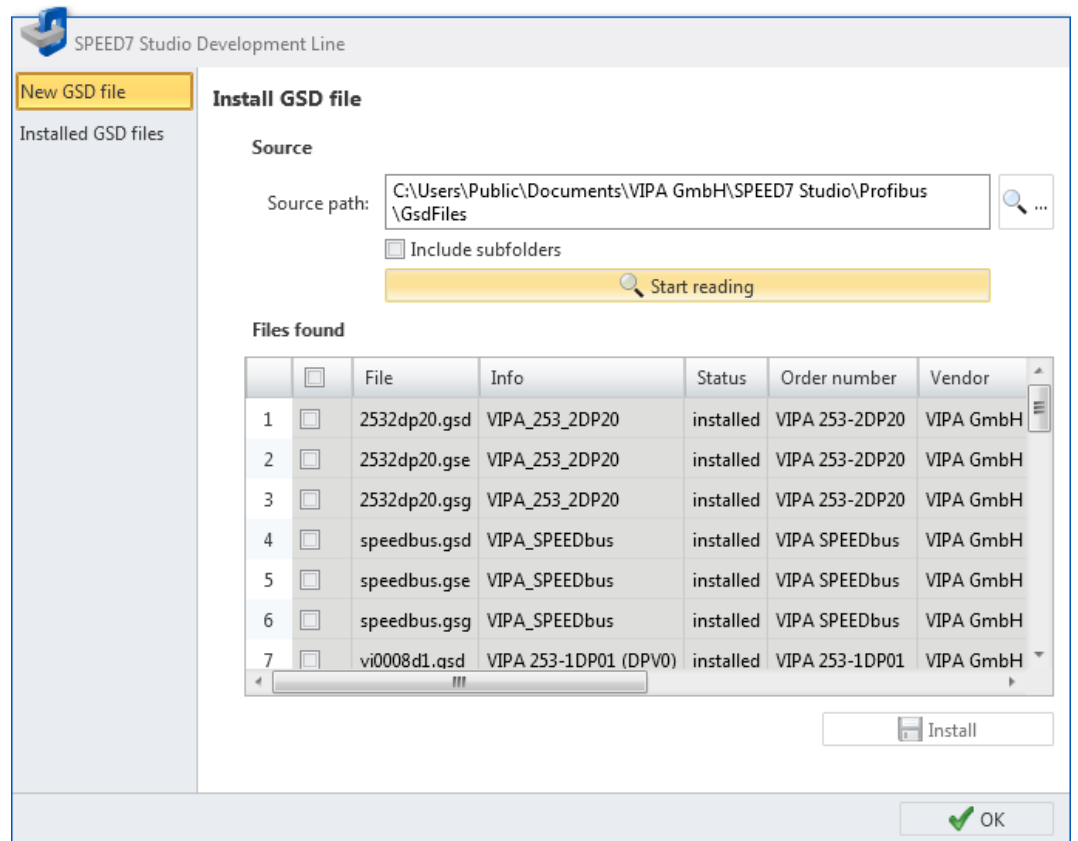 SPEED7 Studio Development Line
New GSD file
Installed GSD files
Install GSD file
Source
Source path:
C:\Users\Public\Documents\VIPA GmbH\SPEED7 Studio\Profibus
\GsdFiles
...
Include subfolders
Start reading
Files found
File Info Status Order number Vendor
1 2532dp20.gsd VIPA_253_2DP20 installed VIPA 253-2DP20 VIPA GmbH
2 2532dp20.gse VIPA_253_2DP20 installed VIPA 253-2DP20 VIPA GmbH
3 2532dp20.gsg VIPA_253_2DP20 installed VIPA 253-2DP20 VIPA GmbH
4 speedbus.gsd VIPA_SPEEDbus installed VIPA SPEEDbus VIPA GmbH
5 speedbus.gse VIPA_SPEEDbus installed VIPA SPEEDbus VIPA GmbH
6 speedbus.gsg VIPA_SPEEDbus installed VIPA SPEEDbus VIPA GmbH
7 vi0008d1.gsd VIPA 253-1DP01 (DPV0) installed VIPA 253-1DP01 VIPA GmbH
Install
OK